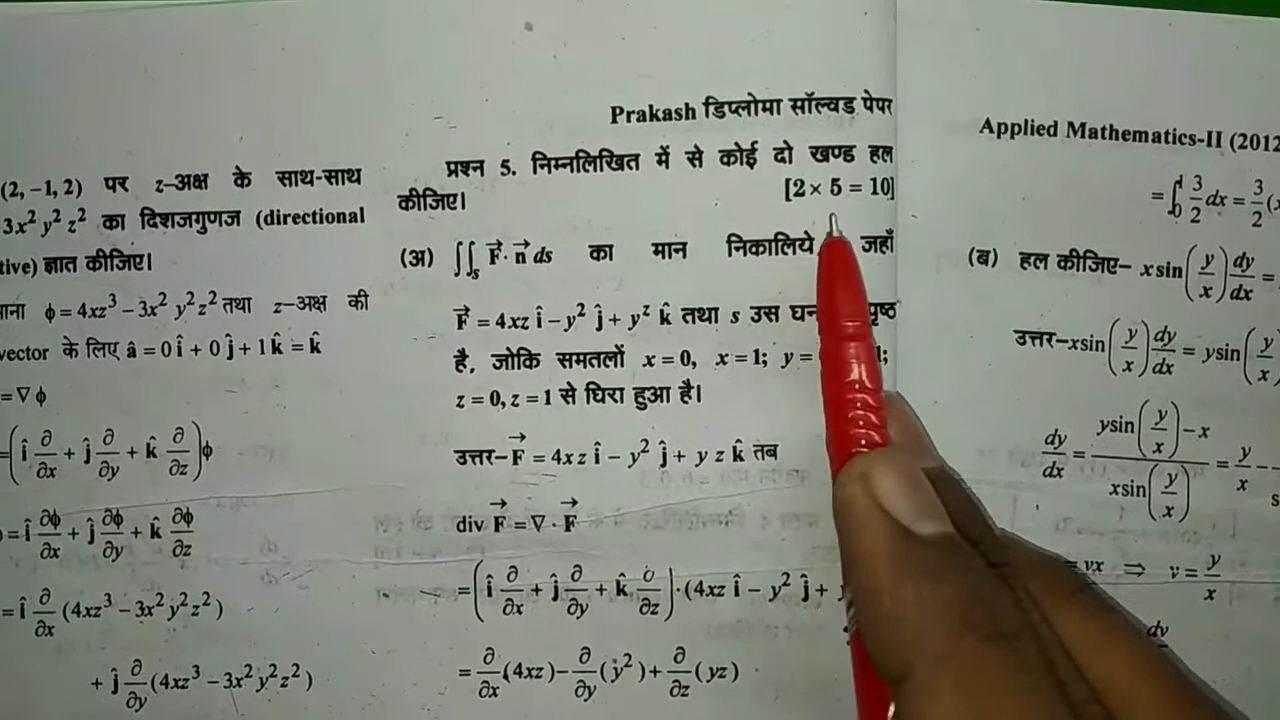 (2, –1, 2) पर z–अक्ष के साथ-साथ
3x² y² z² का दिशजगुणज (directional
tive) ज्ञात कीजिए।
माना ϕ = 4xz³ – 3x² y² z² तथा z–अक्ष की
vector के लिए â = 0 î + 0 ĵ + 1 k̂ = k̂
= ∇ ϕ
= ( î ∂/∂x + ĵ ∂/∂y + k̂ ∂/∂z ) ϕ
= î ∂ϕ/∂x + ĵ ∂ϕ/∂y + k̂ ∂ϕ/∂z
= î ∂/∂x (4xz³ – 3x² y² z²)
+ ĵ ∂/∂y (4xz³ – 3x² y² z²)
Prakash डिप्लोमा सॉल्वड पेपर
प्रश्न 5. निम्नलिखित में से कोई दो खण्ड हल
कीजिए। [2 × 5 = 10]
(अ) ∬ₛ F⃗ · n⃗ ds का मान निकालिये, जहाँ
F⃗ = 4xz î – y² ĵ + yᶻ k̂ तथा s उस पृष्ठ
है, जोकि समतलों x = 0, x = 1; y = 1;
z = 0, z = 1 से घिरा हुआ है।
उत्तर– F⃗ = 4xz î – y² ĵ + y z k̂ तब
div F⃗ = ∇ · F⃗
= ( î ∂/∂x + ĵ ∂/∂y + k̂ ∂/∂z ) · (4xz î – y² ĵ +
= ∂/∂x (4xz) – ∂/∂y (y²) + ∂/∂z (yz)
Applied Mathematics-II (2012
= ∫₀¹ 3/2 dx = 3/2 (x
(ब) हल कीजिए– x sin(y/x) dy/dx =
उत्तर– x sin(y/x) dy/dx = y sin(y/x)
dy/dx = (y sin(y/x) – x) / (x sin(y/x)) = y/x –
= vx ⇒ v = y/x
dv